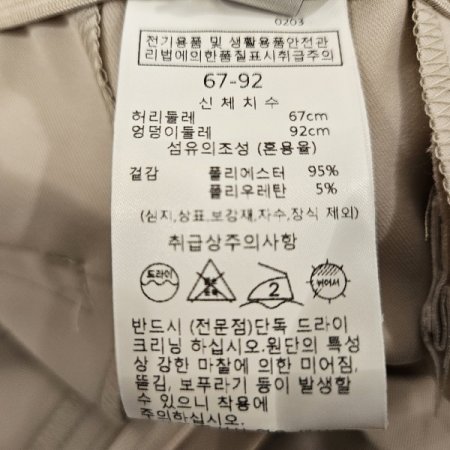 0203
전기용품 및 생활용품안전관
리법에의한품질표시취급주의
67-92
신 체 치 수
허리둘레 67cm
엉덩이둘레 92cm
섬유의조성 (혼용율)
겉감 폴리에스터 95%
폴리우레탄 5%
(심지,상표,보강재,자수,장식 제외)
취급상주의사항
드라이 2 뉘어서
반드시 (전문점)단독 드라이
크리닝 하십시오.원단의 특성
상 강한 마찰에 의한 미어짐,
뜯김, 보푸라기 등이 발생할
수 있으니 착용에
주의하십시오.